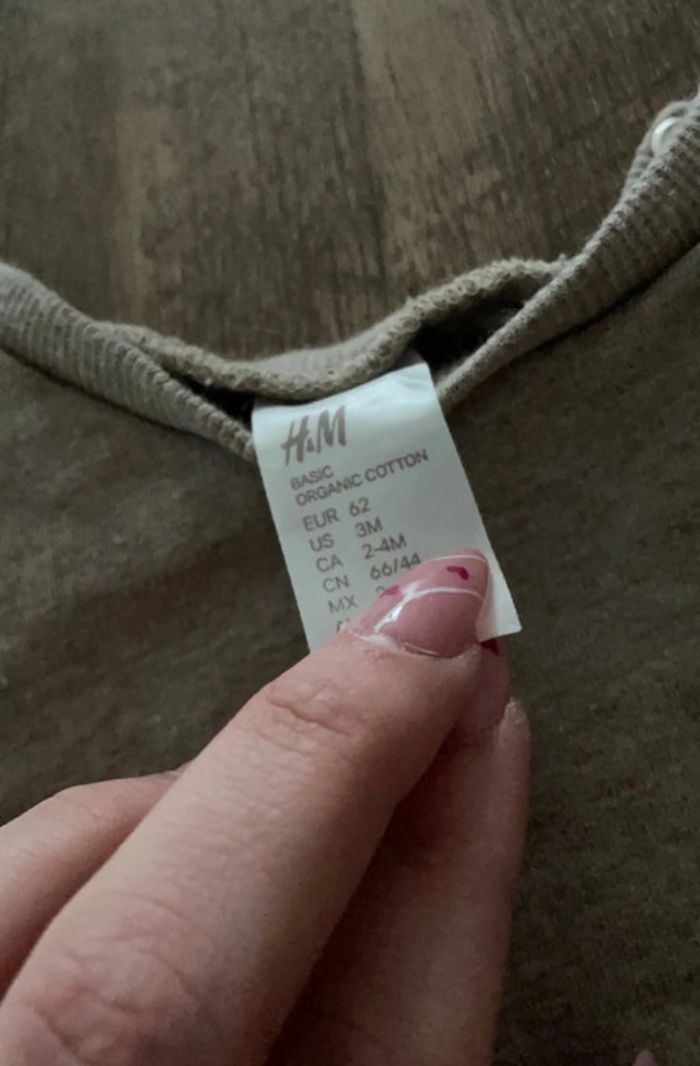 H&M
BASIC
ORGANIC COTTON
EUR 62
US 3M
CA 2-4M
CN 66/44
MX